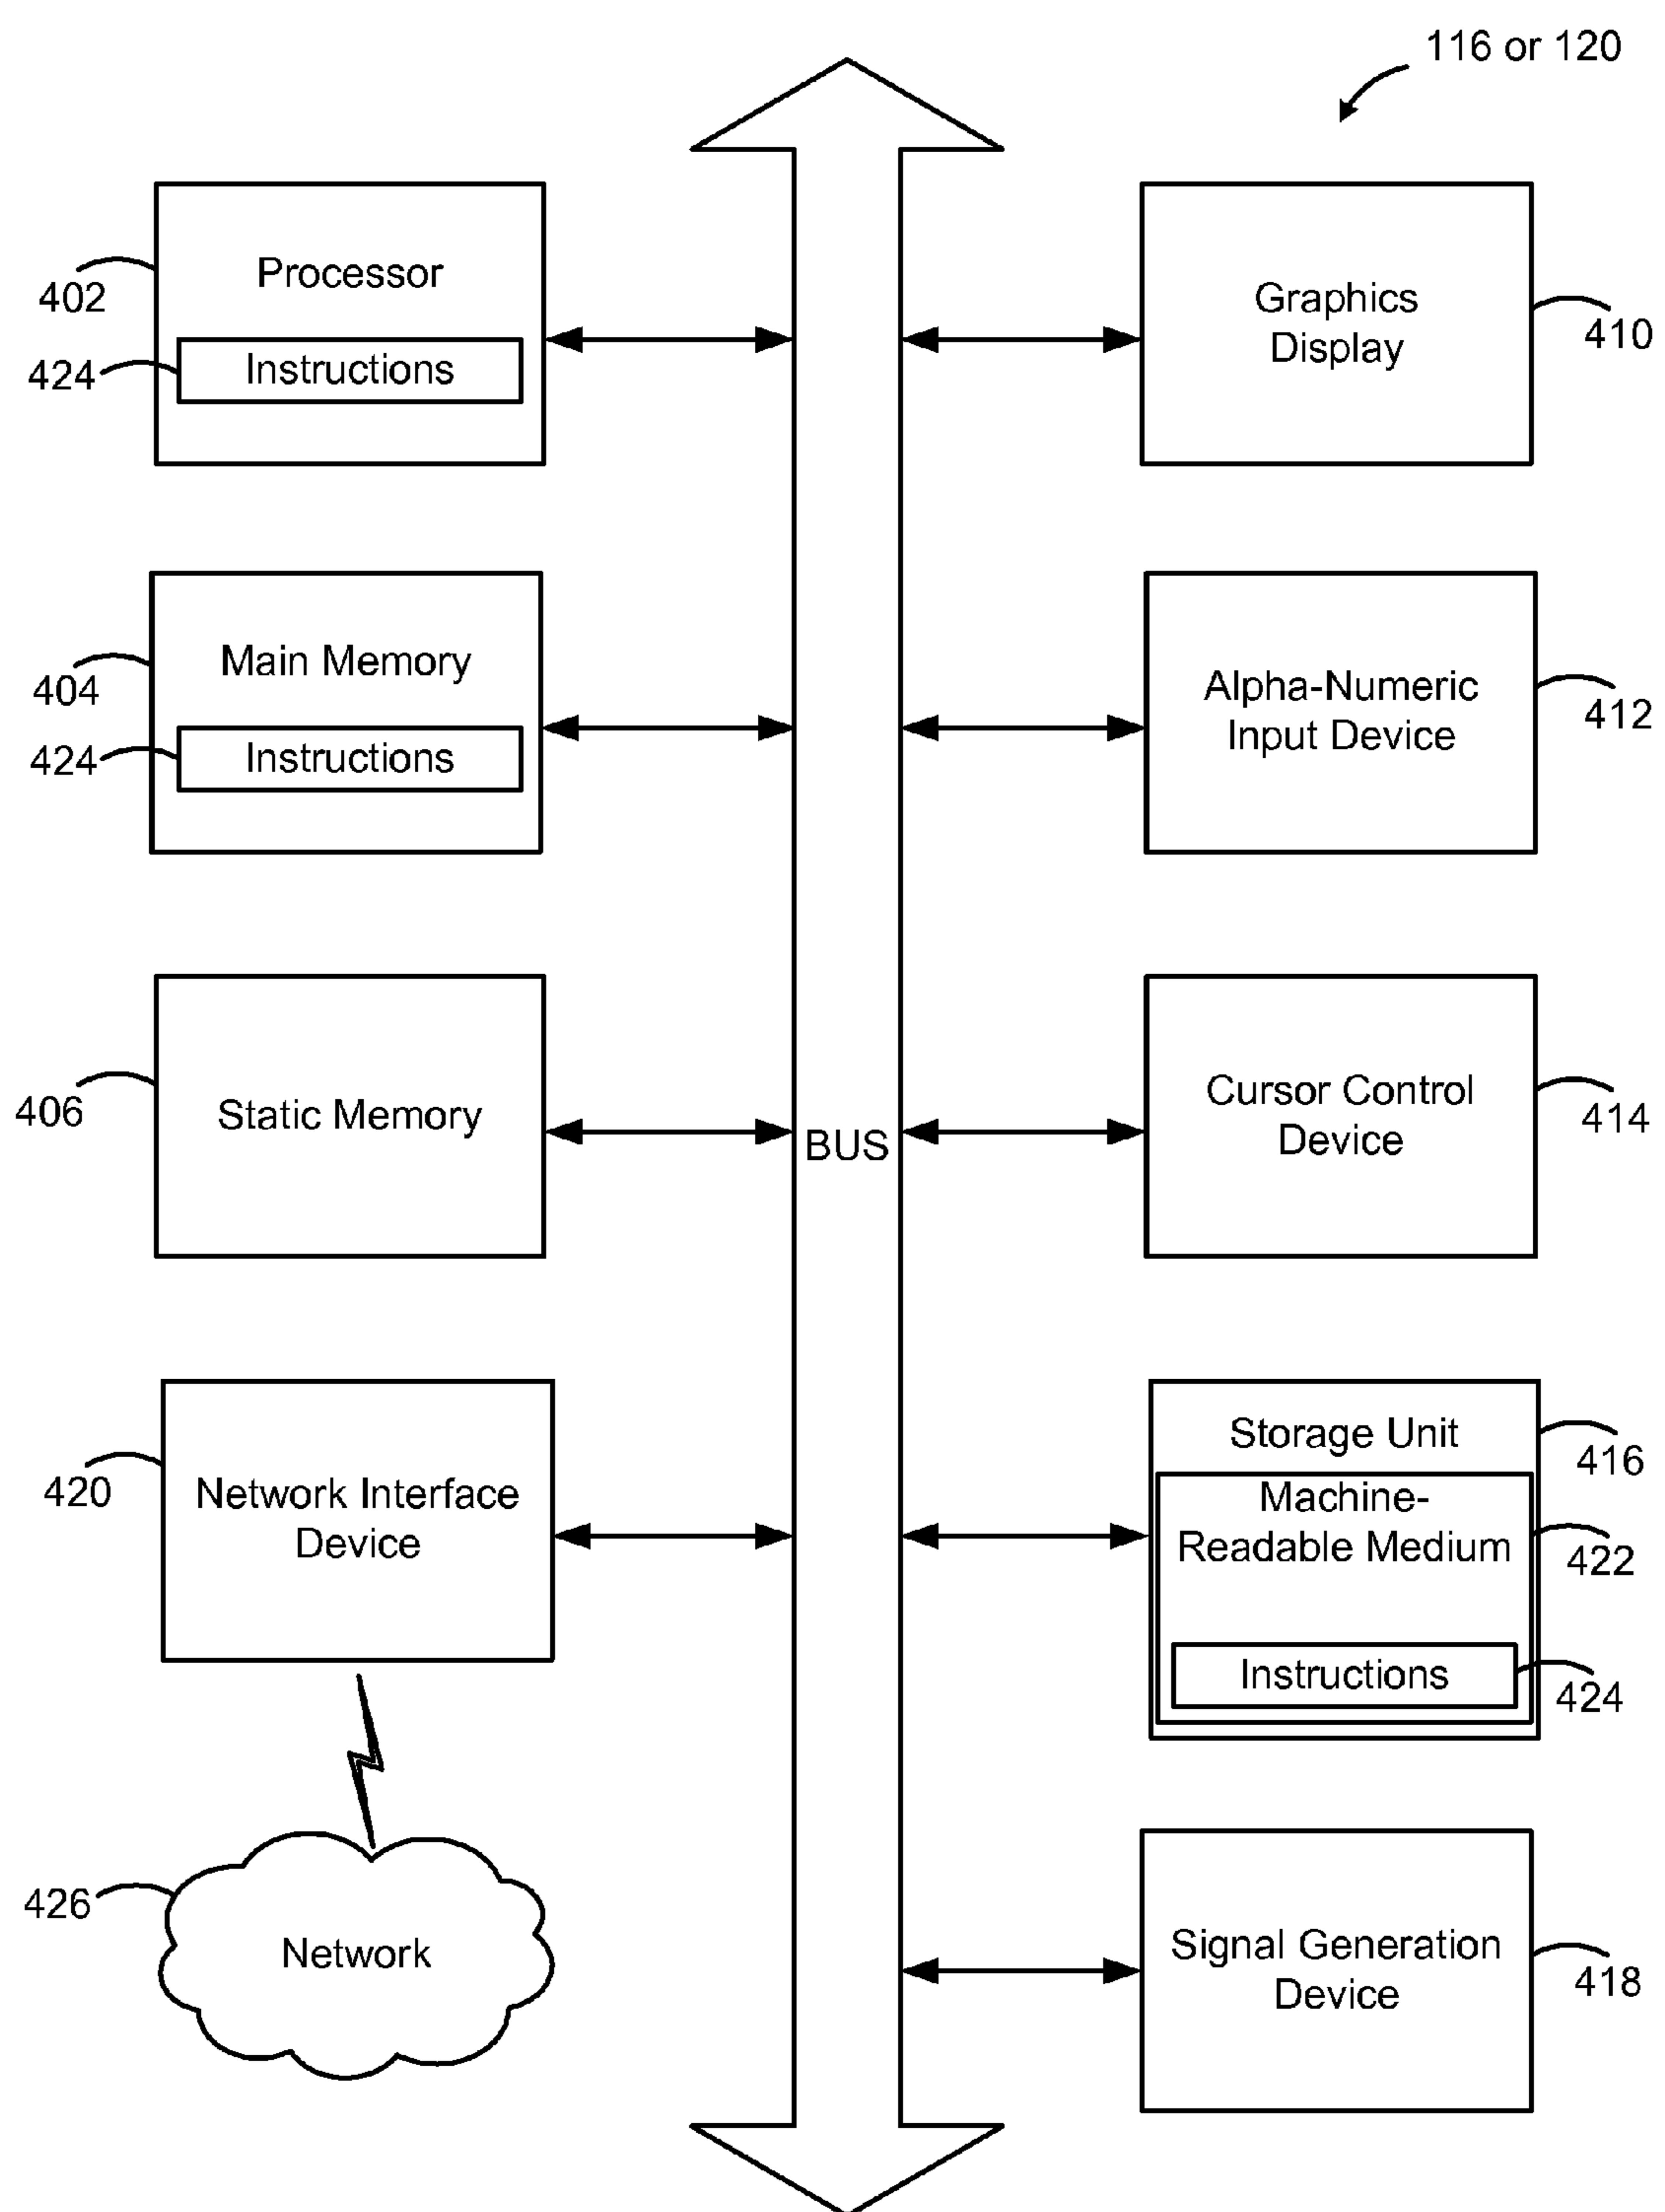 116 or 120
Processor
402
Instructions
424
Graphics
Display
410
Main Memory
404
Instructions
424
Alpha-Numeric
Input Device
412
Static Memory
406
BUS
Cursor Control
Device
414
Network Interface
Device
420
Storage Unit
416
Machine-
Readable Medium
422
Instructions
424
Network
426
Signal Generation
Device
418